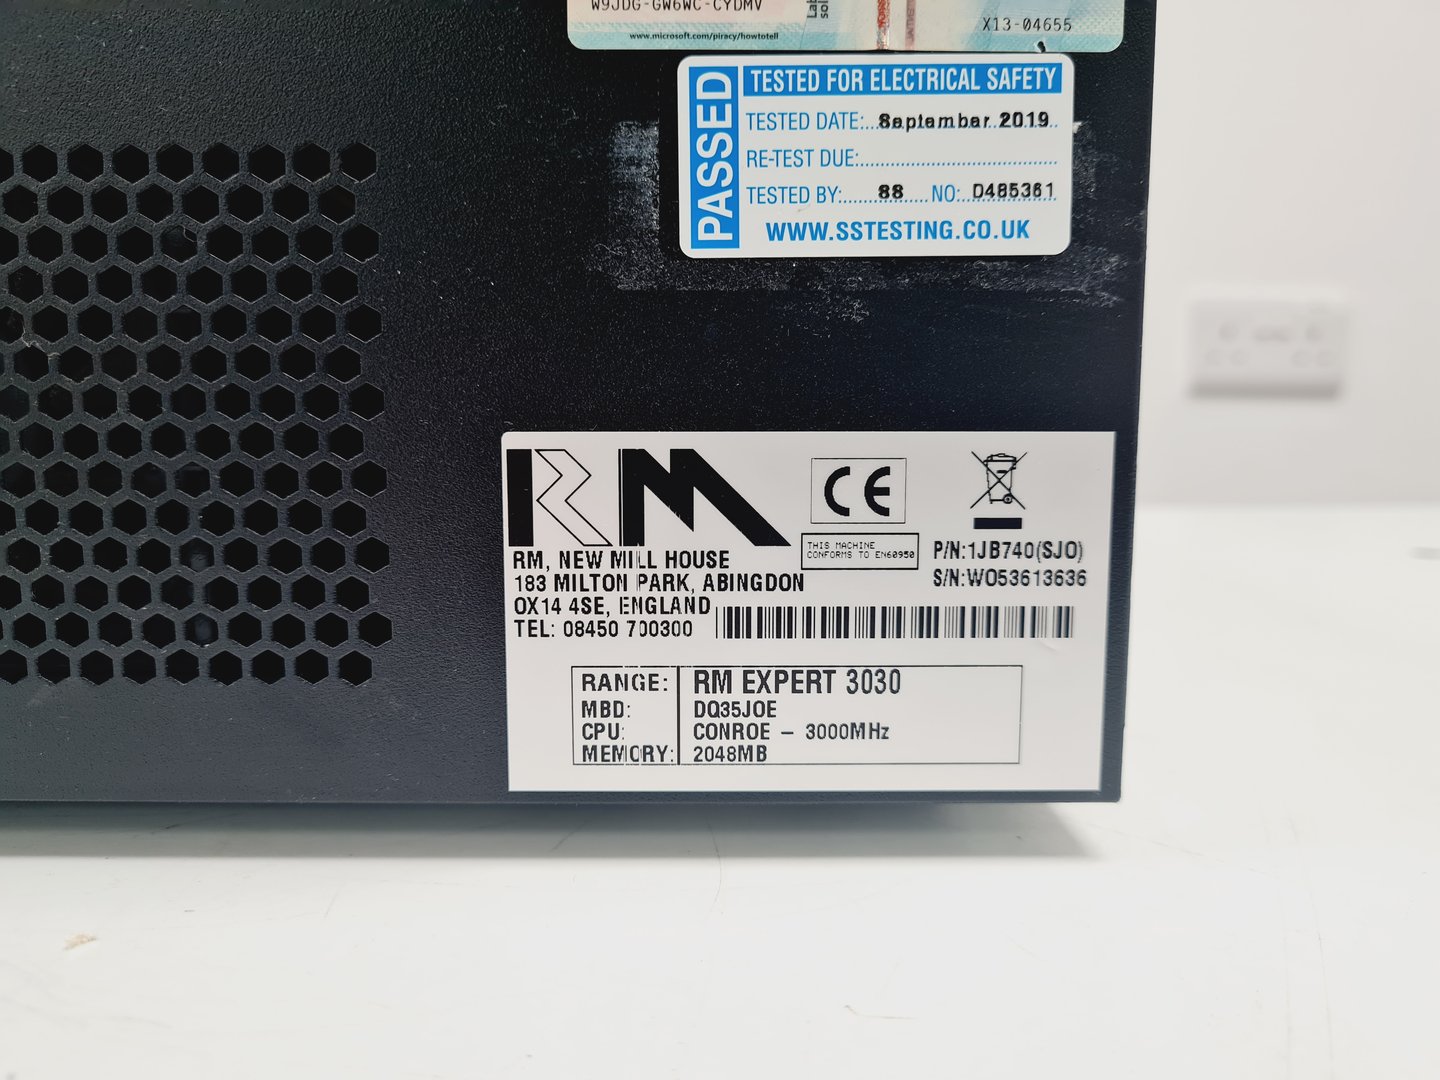 W9JDG-GW6WC-CYDMV
www.microsoft.com/piracy/howtotell
X13-04655
PASSED
TESTED FOR ELECTRICAL SAFETY
TESTED DATE:...September 2019
RE-TEST DUE:
TESTED BY: 88 NO: 0485361
WWW.SSTESTING.CO.UK
RM
CE
THIS MACHINE
CONFORMS TO EN60950
P/N:1JB740(SJO)
S/N:WO53613636
RM, NEW MILL HOUSE
183 MILTON PARK, ABINGDON
OX14 4SE, ENGLAND
TEL: 08450 700300
RANGE: RM EXPERT 3030
MBD: DQ35JOE
CPU: CONROE - 3000MHz
MEMORY: 2048MB